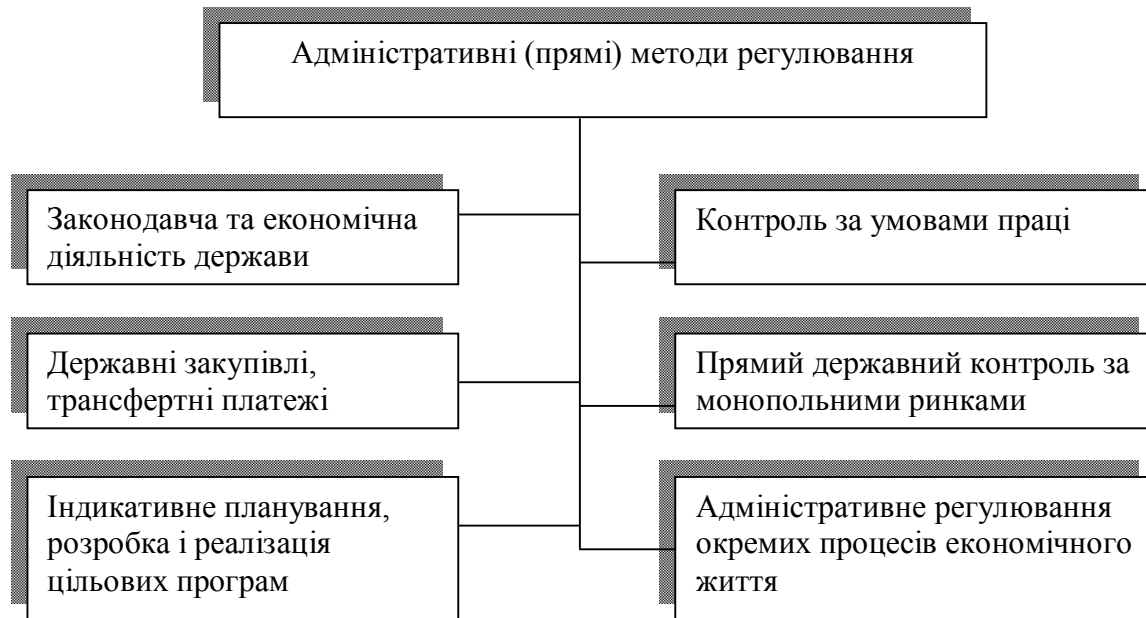 Адміністративні (прямі) методи регулювання
Законодавча та економічна
діяльність держави
Контроль за умовами праці
Державні закупівлі,
трансфертні платежі
Прямий державний контроль за
монопольними ринками
Індикативне планування,
розробка і реалізація
цільових програм
Адміністративне регулювання
окремих процесів економічного
життя